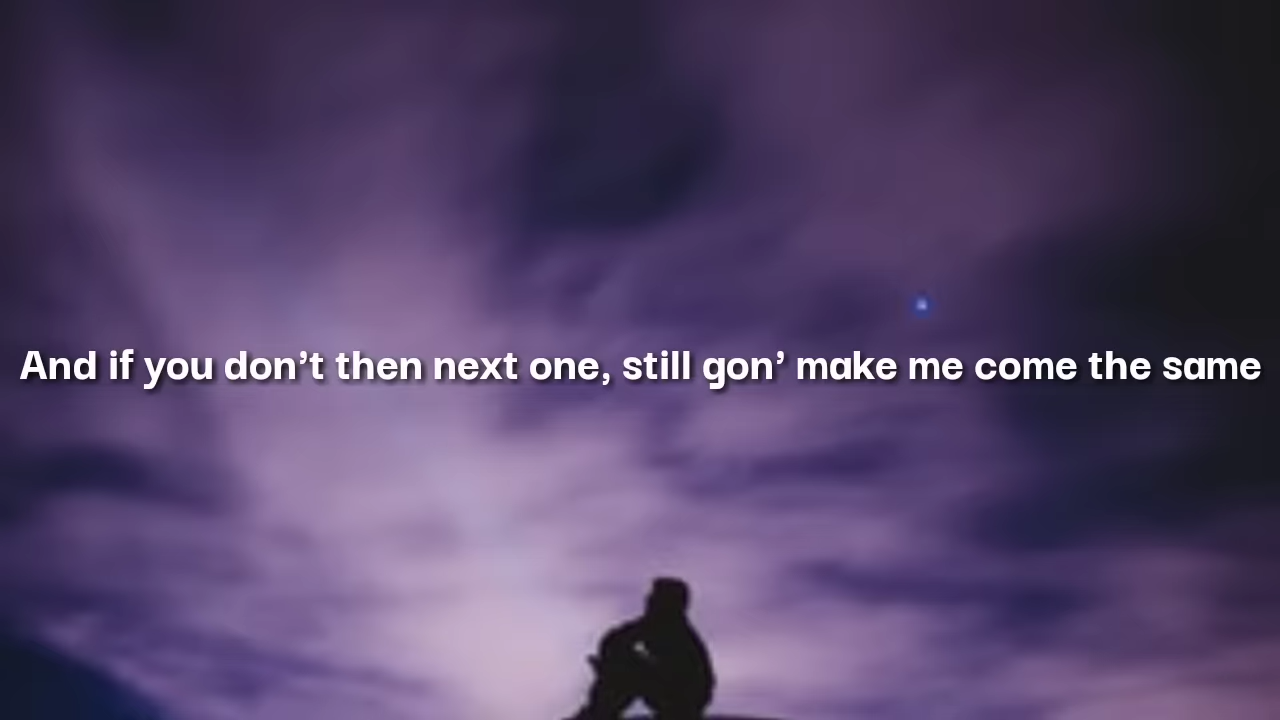 And if you don’t then next one, still gon’ make me come the same